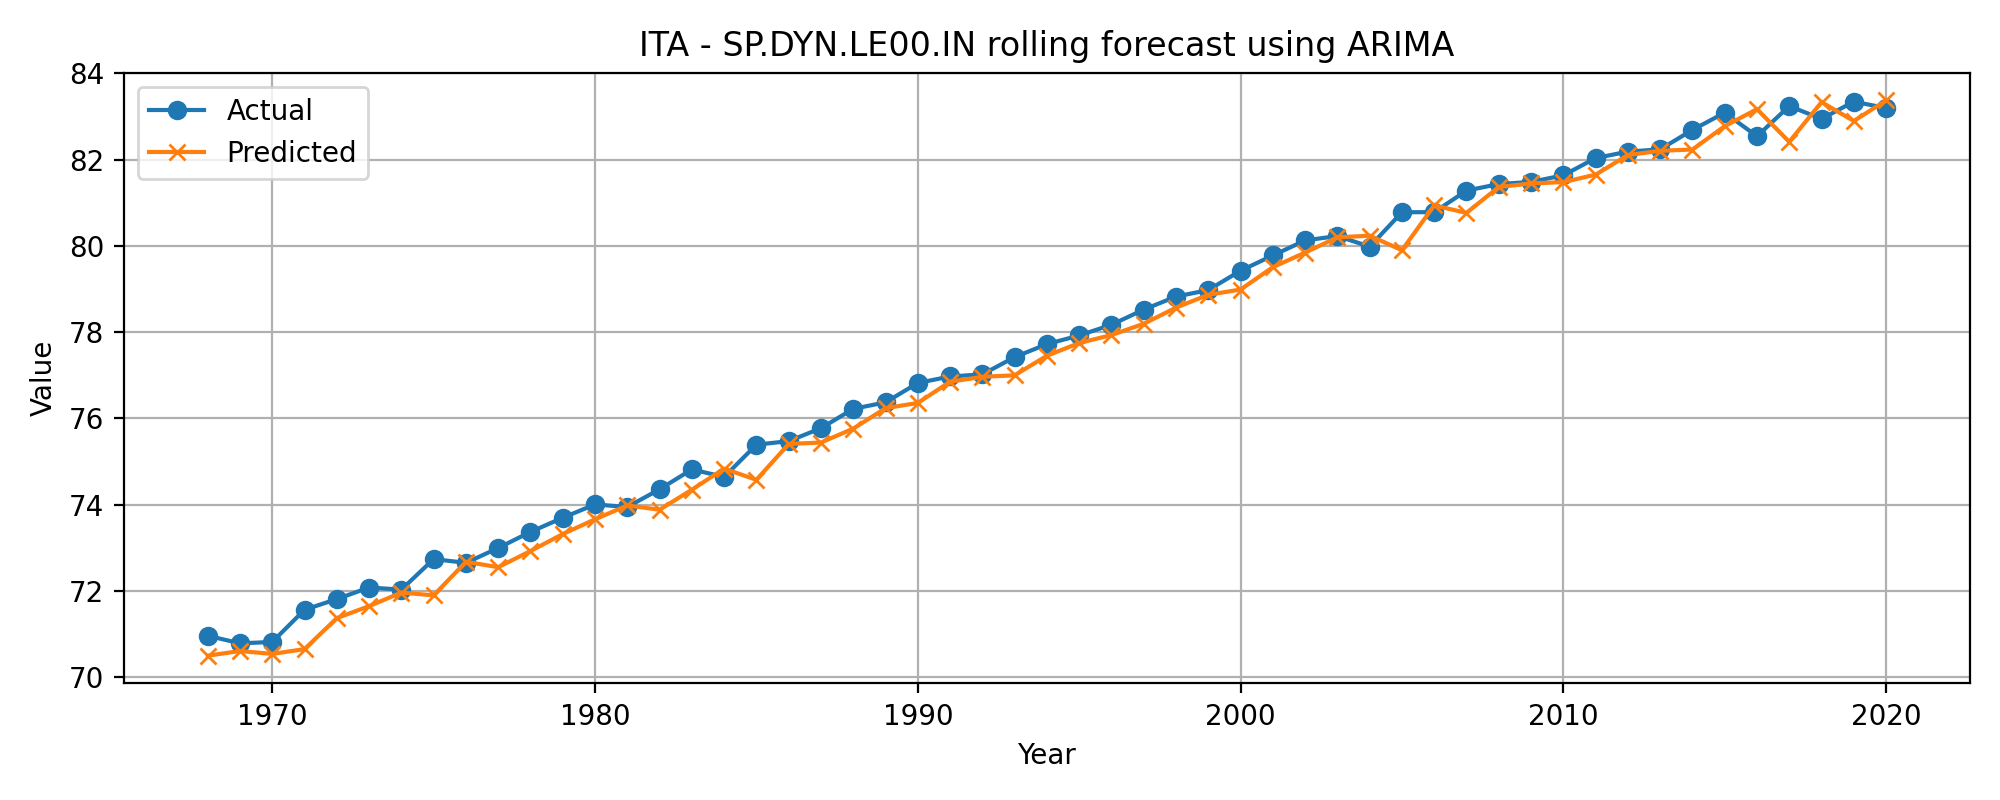 ITA - SP.DYN.LE00.IN rolling forecast using ARIMA
84
82
80
78
76
74
72
70
Value
Actual
Predicted
1970 1980 1990 2000 2010 2020
Year